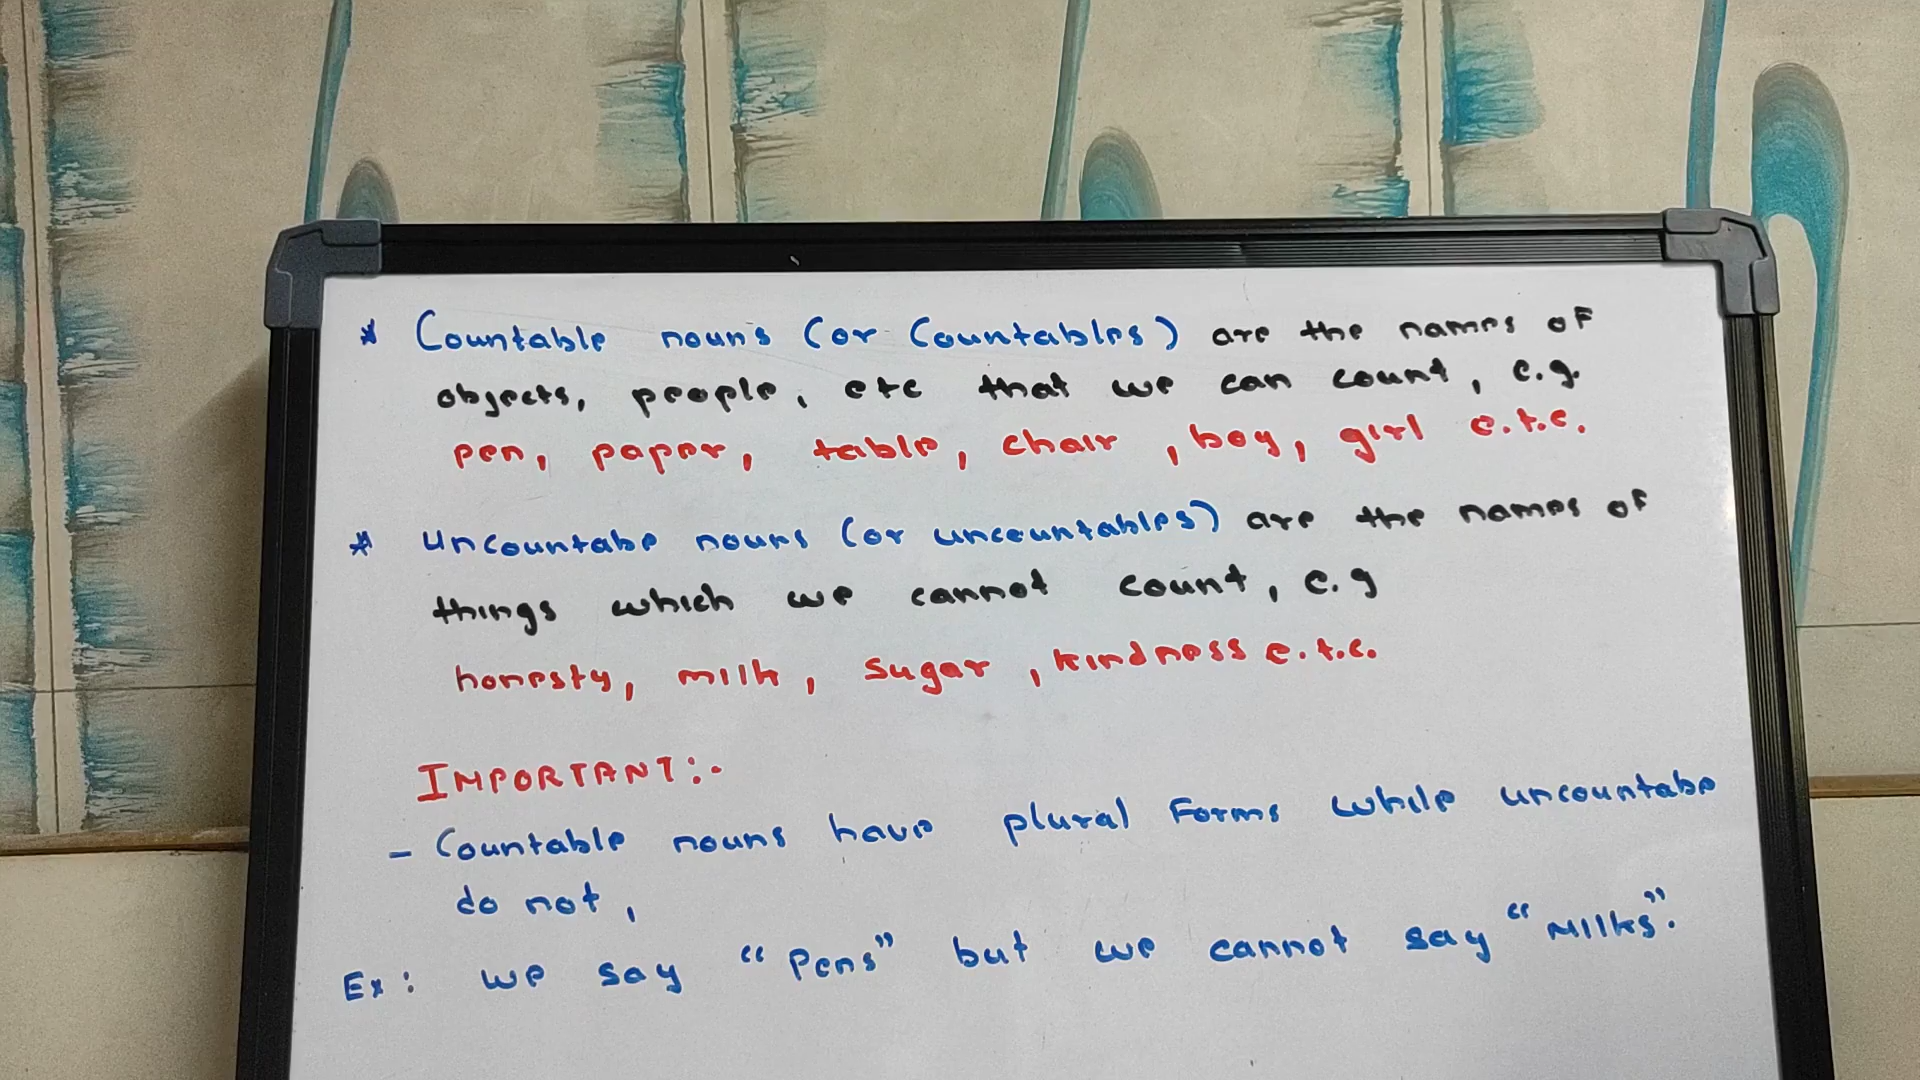 * Countable nouns (or Countables) are the names of
objects, people, etc that we can count, e.g.
pen, paper, table, chair, boy, girl e.t.c.
* Uncountabe nouns (or uncountables) are the names of
things which we cannot count, e.g
honesty, milk, sugar, kindness e.t.c.
IMPORTANT:-
- Countable nouns have plural Forms while uncountabe
do not,
Ex: we say "Pens" but we cannot say "Milks".